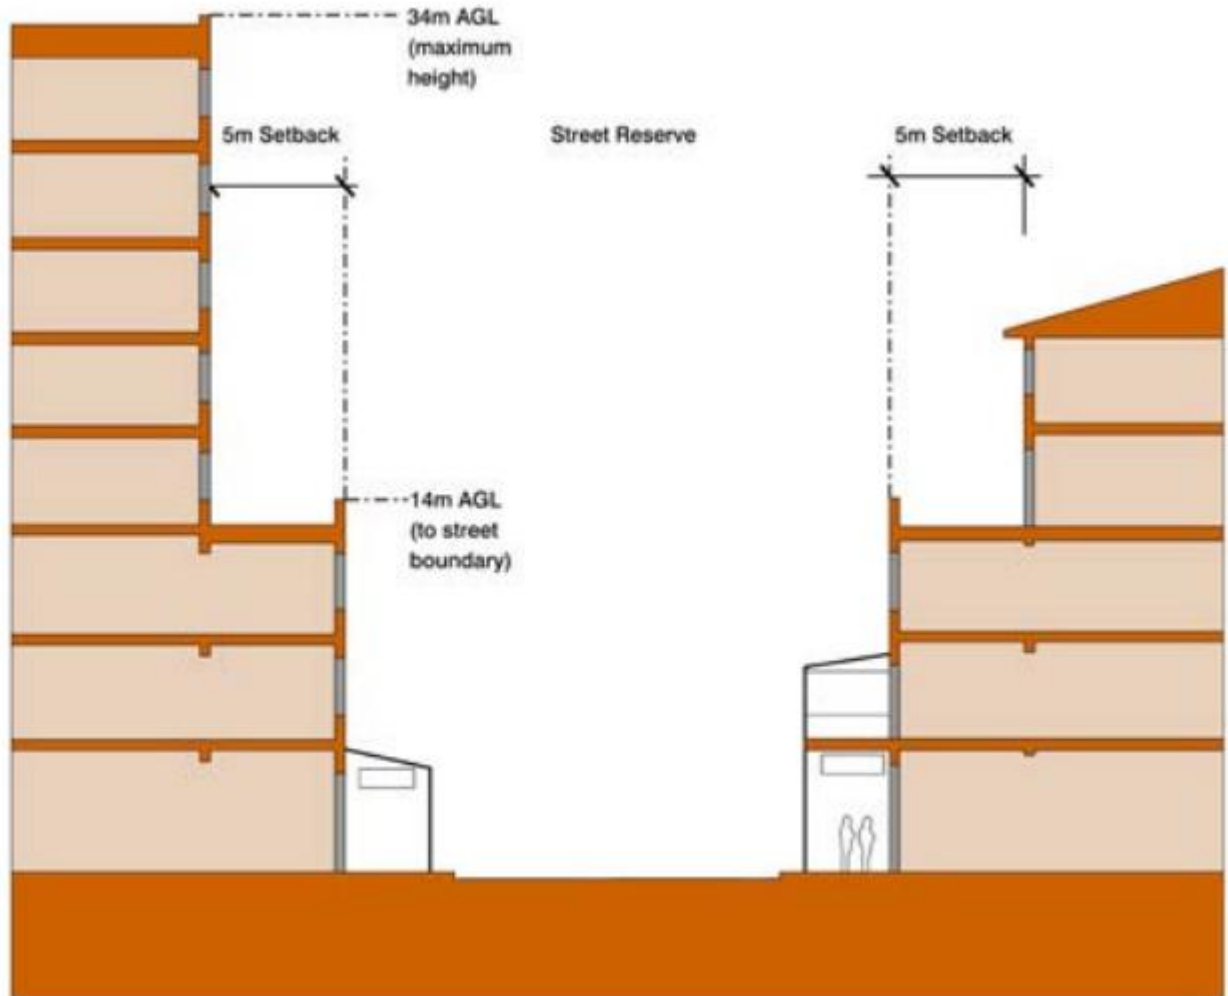 34m AGL
(maximum
height)
5m Setback
Street Reserve
5m Setback
14m AGL
(to street
boundary)